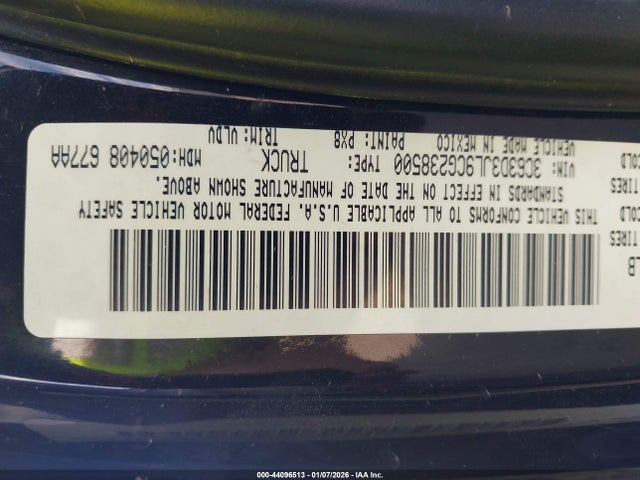 LB
TIRES
THIS VEHICLE CONFORMS TO ALL APPLICABLE U.S.A. FEDERAL MOTOR VEHICLE SAFETY
STANDARDS IN EFFECT ON THE DATE OF MANUFACTURE SHOWN ABOVE.
VIN: 3C63D3JL9CG238500 TYPE: TRUCK MDH: 050408 677AA
VEHICLE MADE IN MEXICO PAINT: PX8 TRIM: VLDV
TIRES
COLD
COLD
000-44096513 - 01/07/2026 - IAA Inc.